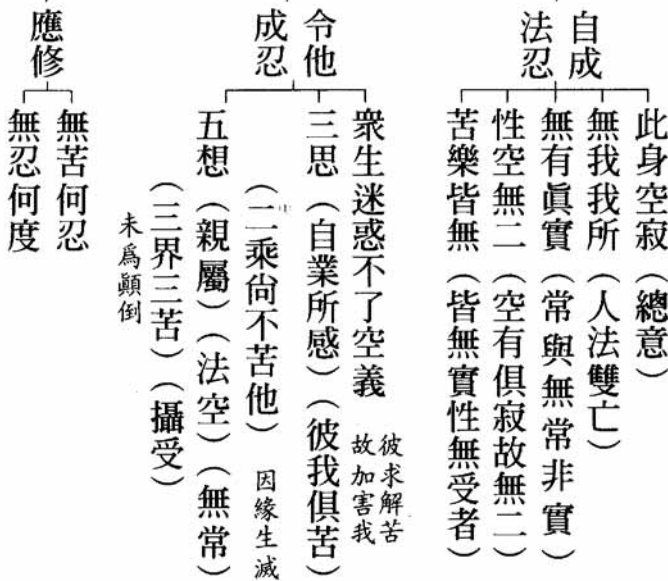 自成
法忍
此身空寂（總意）
無我我所（人法雙亡）
無有眞實（常與無常非實）
性空無二（空有俱寂故無二）
苦樂皆無（皆無實性無受者）
令他
成忍
衆生迷惑不了空義
彼求解苦
故加害我
三思（自業所感）（彼我俱苦）
（二乘尙不苦他）
因緣生滅
五想（親屬）（法空）（無常）
（三界三苦）（攝受）
未爲顚倒
應修
無苦何忍
無忍何度